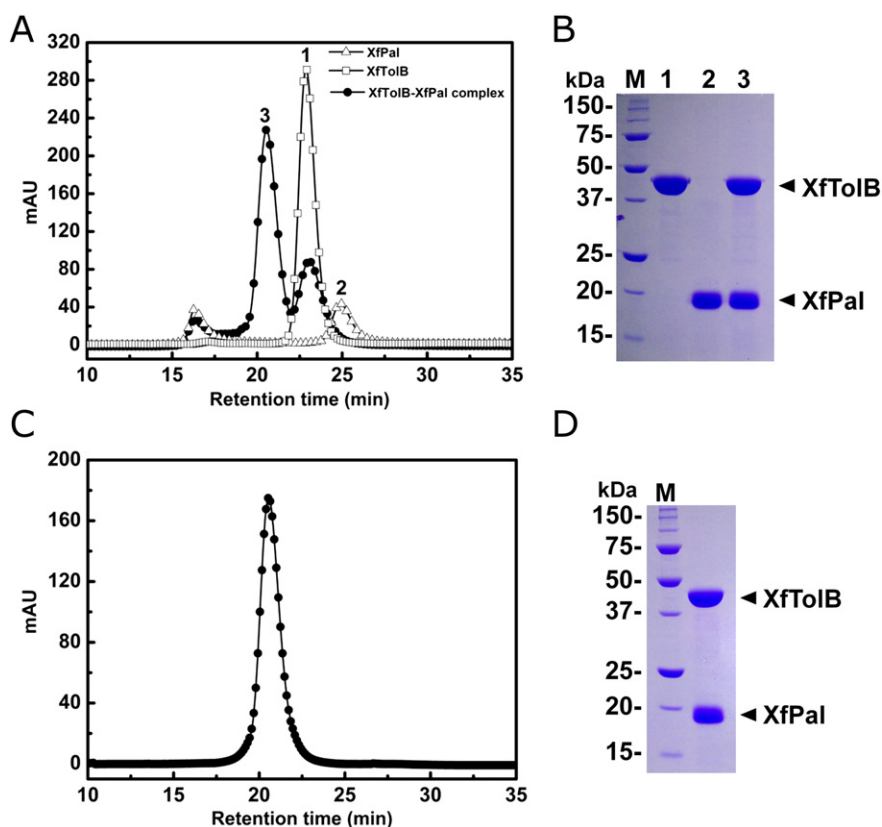 A
320
280
240
200
160
120
80
40
0
mAU
10 15 20 25 30 35
Retention time (min)
XfPal
XfTolB
XfTolB-XfPal complex
1
3
2
B
kDa M 1 2 3
150-
75-
50-
37-
25-
20-
15-
XfTolB
XfPal
C
200
160
120
80
40
0
mAU
10 15 20 25 30 35
Retention time (min)
D
kDa M
150-
75-
50-
37-
25-
20-
15-
XfTolB
XfPal